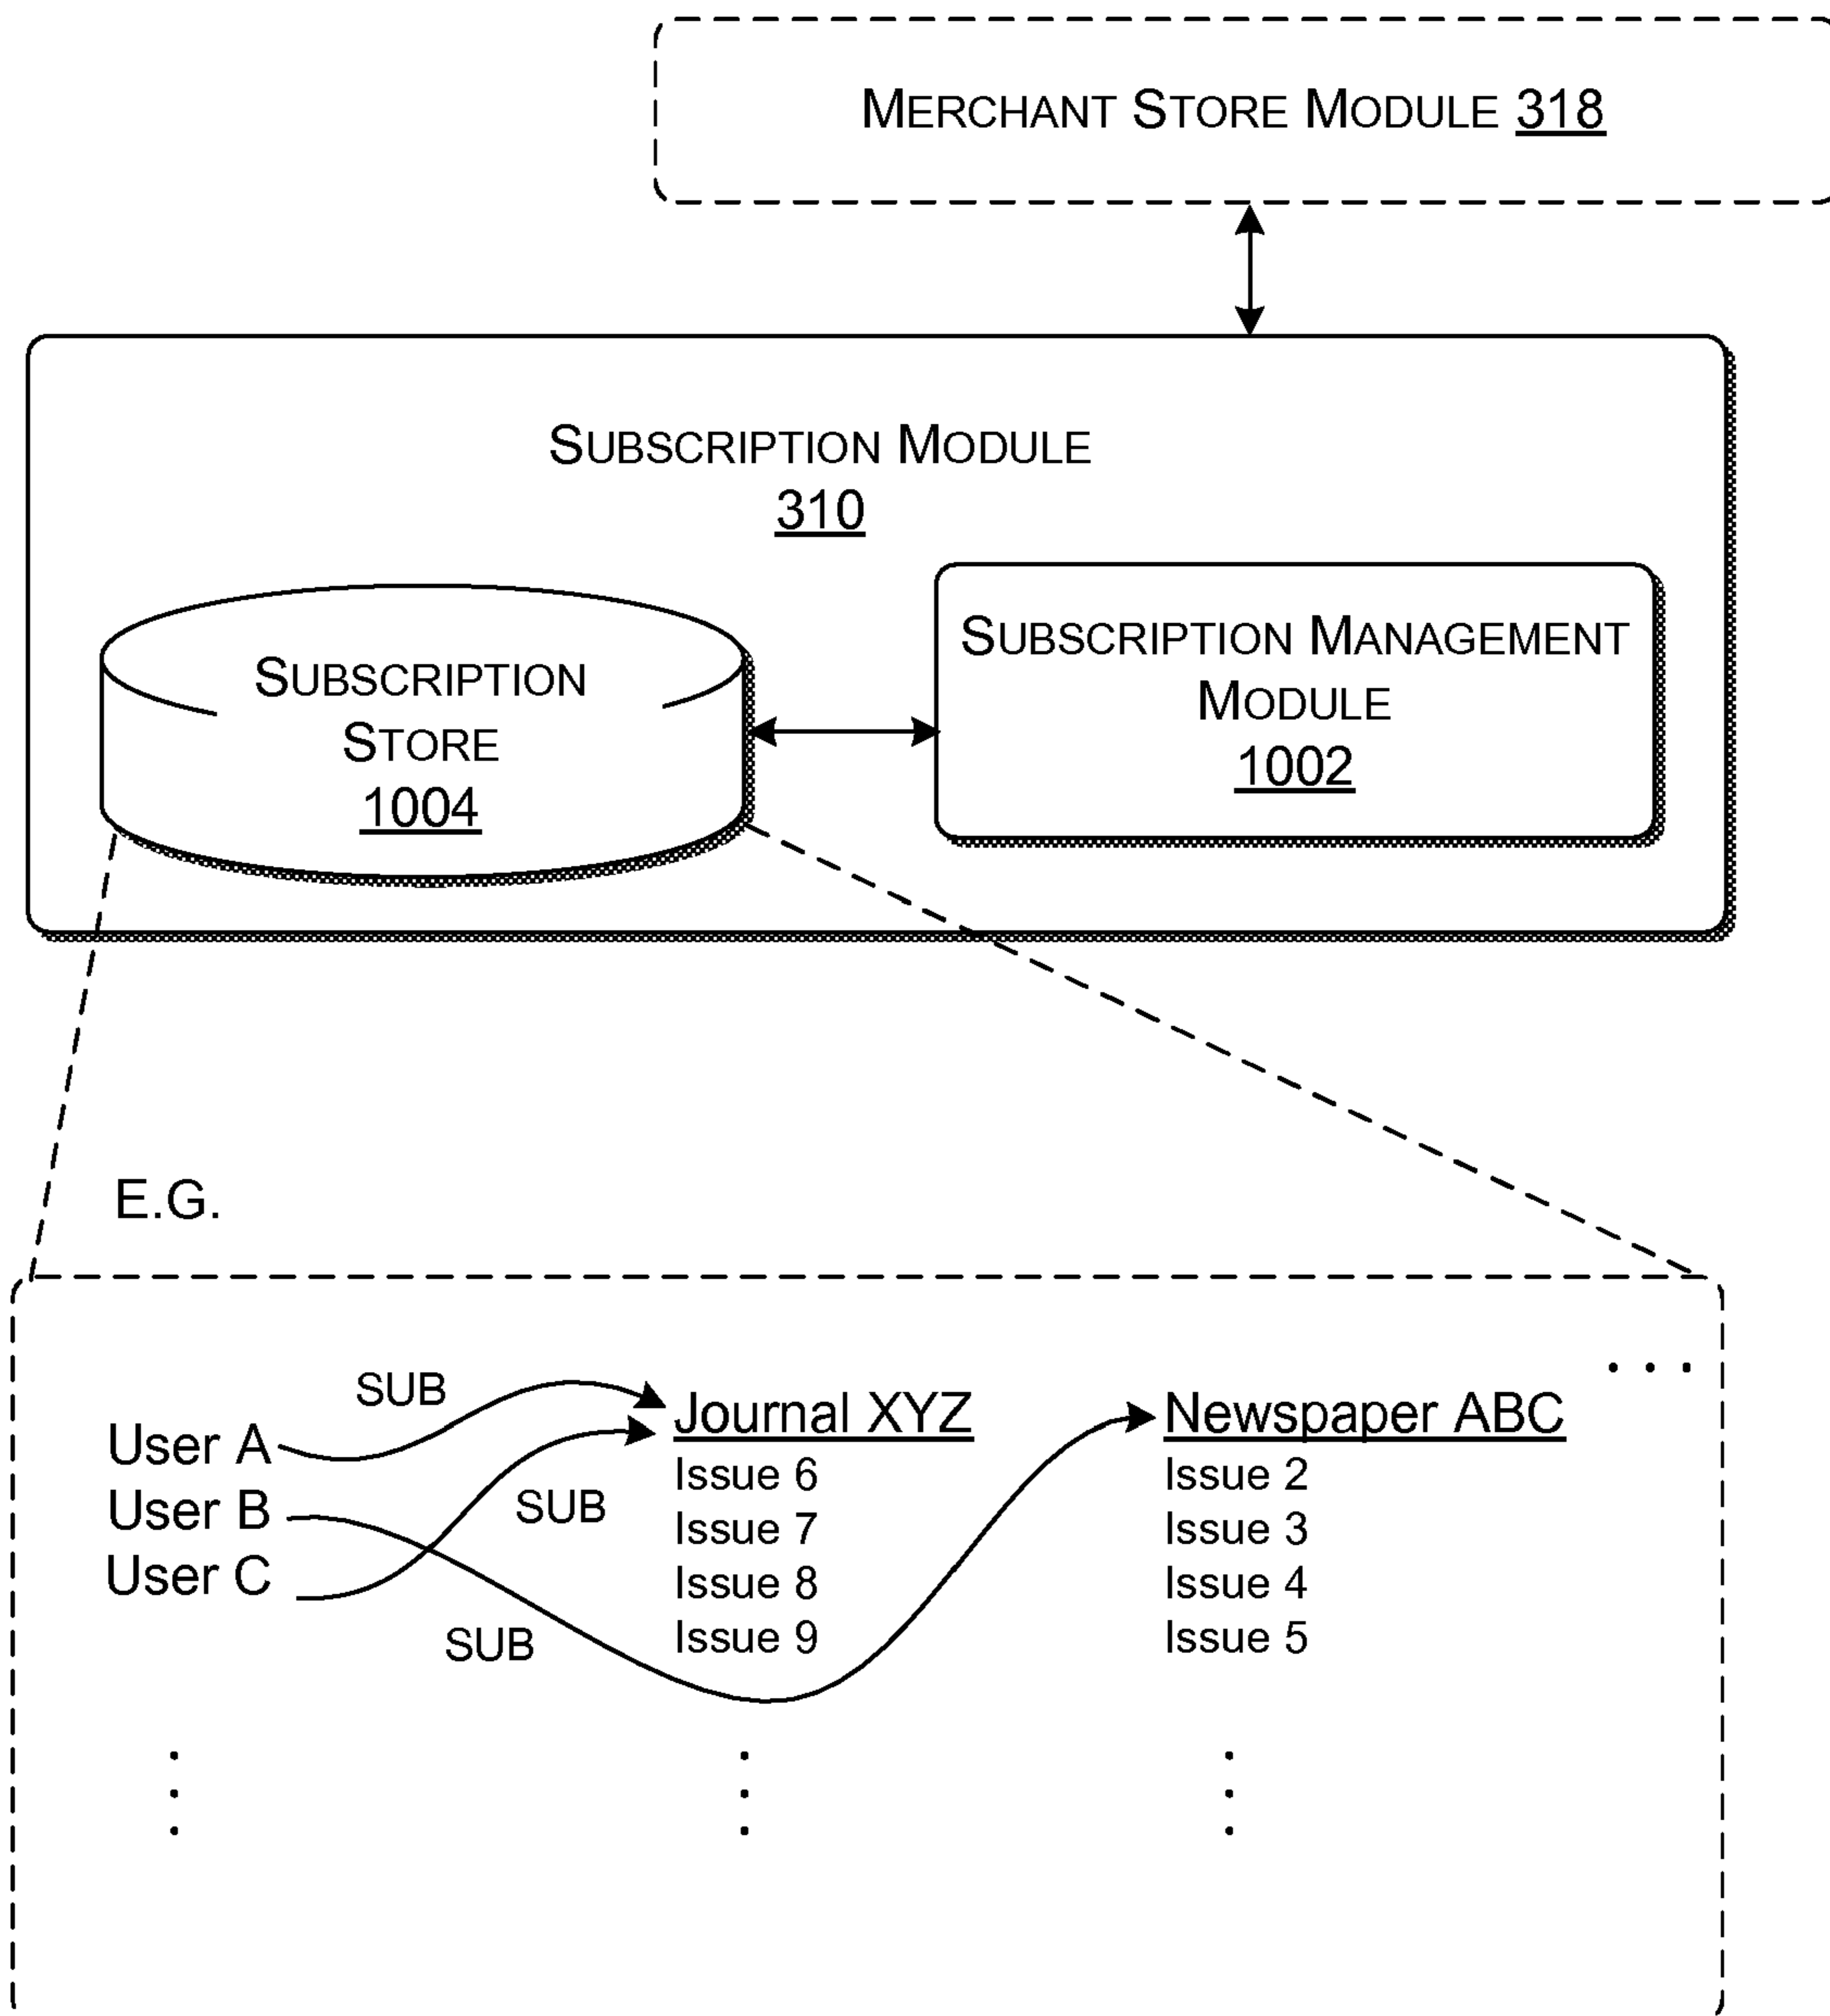 MERCHANT STORE MODULE 318
SUBSCRIPTION MODULE
310
SUBSCRIPTION
STORE
1004
SUBSCRIPTION MANAGEMENT
MODULE
1002
E.G.
. . .
SUB
User A
User B
User C
SUB
SUB
Journal XYZ
Issue 6
Issue 7
Issue 8
Issue 9
Newspaper ABC
Issue 2
Issue 3
Issue 4
Issue 5